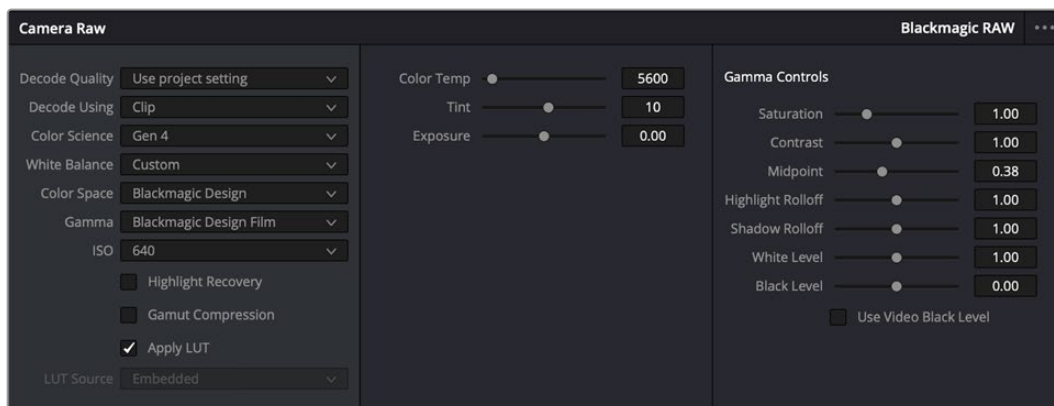 Camera Raw
Blackmagic RAW
Decode Quality Use project setting
Decode Using Clip
Color Science Gen 4
White Balance Custom
Color Space Blackmagic Design
Gamma Blackmagic Design Film
ISO 640
Highlight Recovery
Gamut Compression
Apply LUT
LUT Source Embedded
Color Temp 5600
Tint 10
Exposure 0.00
Gamma Controls
Saturation 1.00
Contrast 1.00
Midpoint 0.38
Highlight Rolloff 1.00
Shadow Rolloff 1.00
White Level 1.00
Black Level 0.00
Use Video Black Level